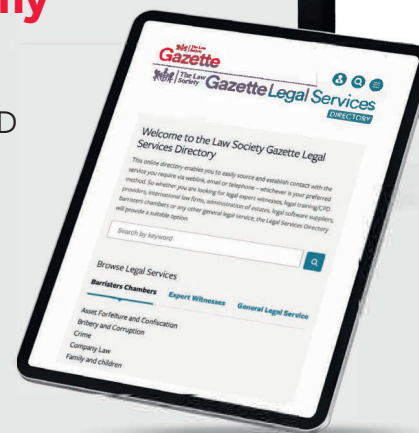 ny
D
The Law Society
Gazette
The Law Society Gazette Legal Services
DIRECTORY
Welcome to the Law Society Gazette Legal
Services Directory
This online directory enables you to easily source and establish contact with the
service you require via weblink, email or telephone – whichever is your preferred
method. So whether you are looking for legal expert witnesses, legal training/CPD
providers, international law firms, administration of estates, legal software suppliers,
barristers chambers or any other general legal service, the Legal Services Directory
will provide a suitable option.
Search by keyword
Browse Legal Services
Barristers Chambers Expert Witnesses General Legal Service
Asset Forfeiture and Confiscation
Bribery and Corruption
Crime
Company Law
Family and children